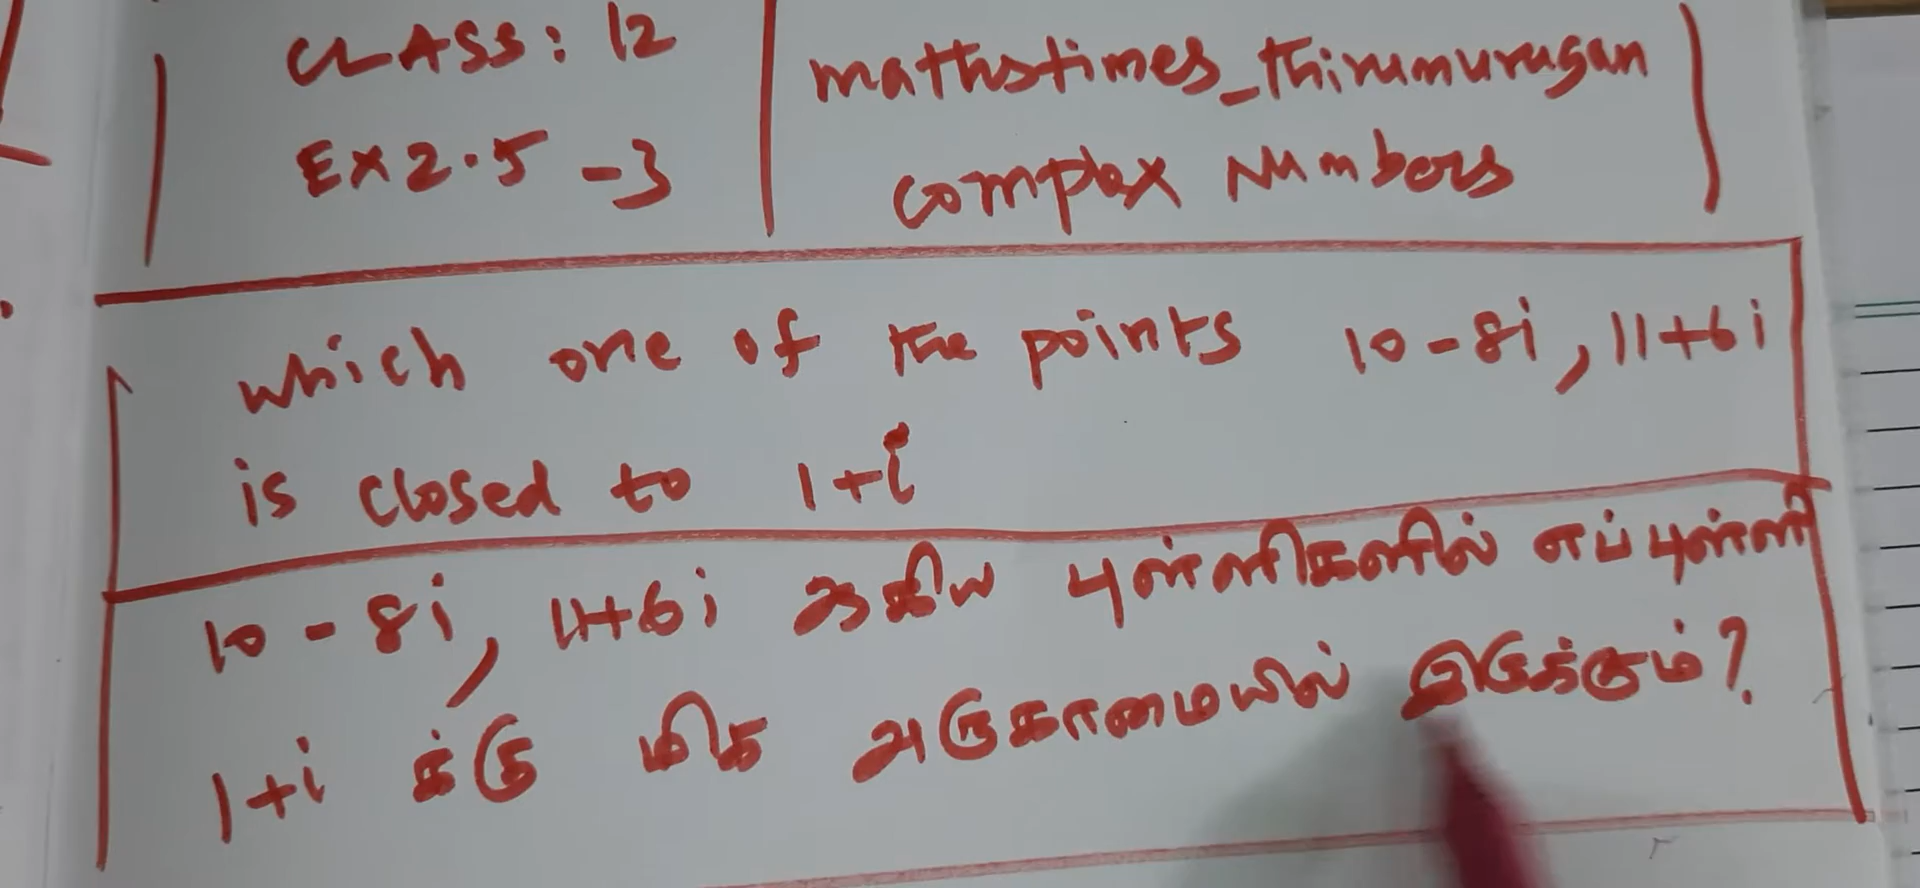 CLASS: 12
mathstimes_thirumurugan
EX 2.5 - 3
complex Numbers
which one of the points 10-8i, 11+6i
is closed to 1+i
10-8i, 11+6i ஆகிய புள்ளிகளில் எப்புள்ளி
1+i க்கு மிக அருகாமையில் இருக்கும்?